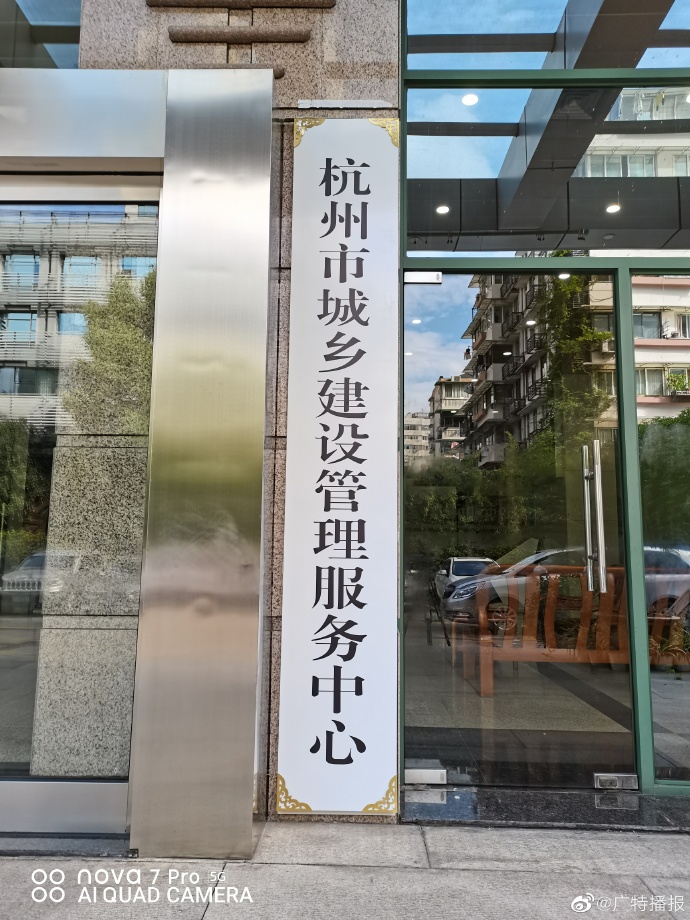 杭州市城乡建设管理服务中心
nova 7 Pro 5G
AI QUAD CAMERA
@广特播报